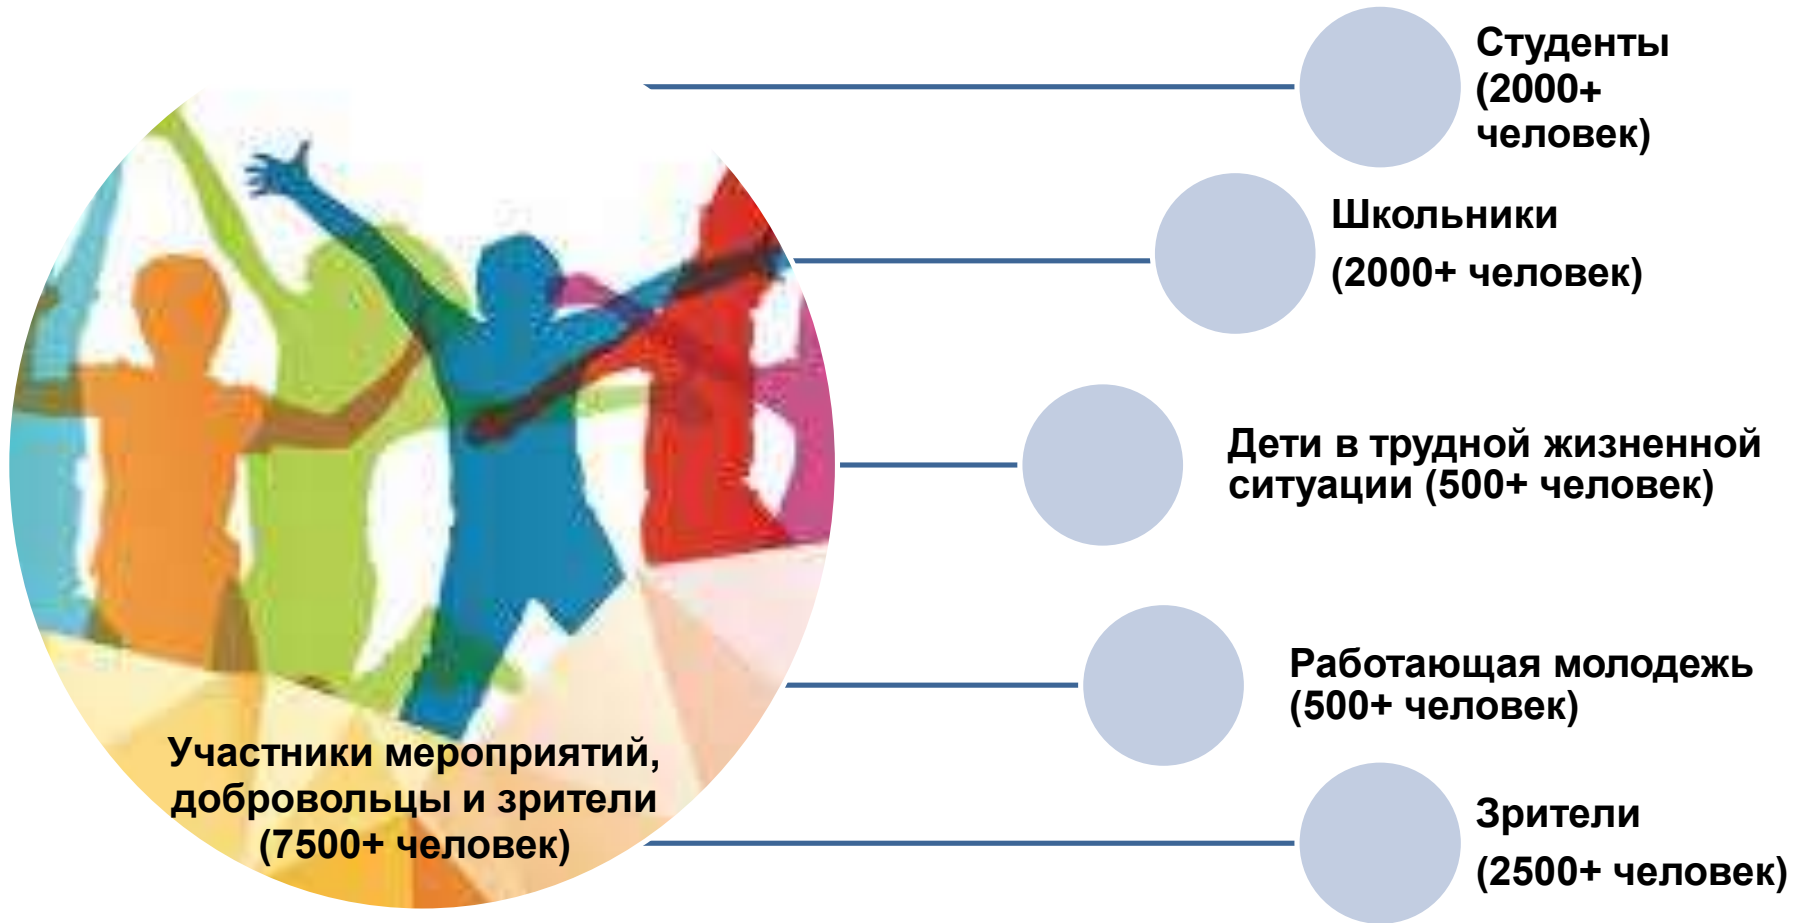 Студенты
(2000+
человек)
Школьники
(2000+ человек)
Дети в трудной жизненной
ситуации (500+ человек)
Работающая молодежь
(500+ человек)
Участники мероприятий,
добровольцы и зрители
(7500+ человек)
Зрители
(2500+ человек)